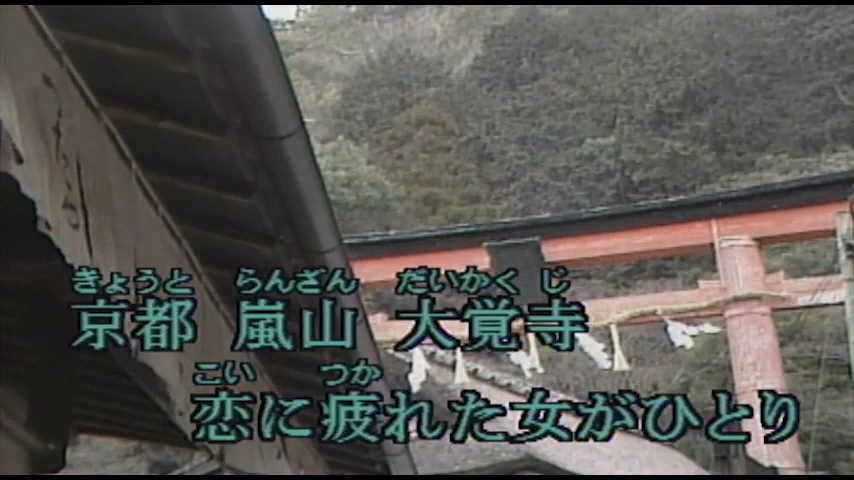 きょうと らんざん だいかくじ
京都 嵐山 大覚寺
こい つか
恋に疲れた女がひとり